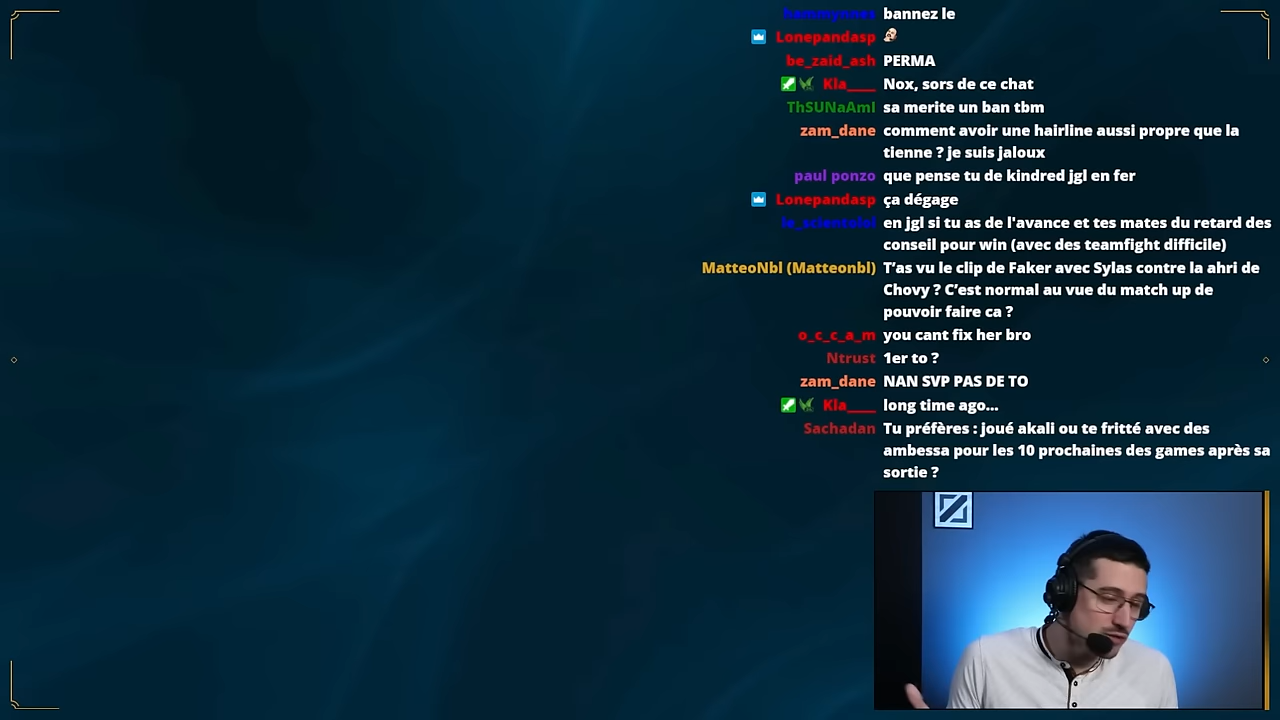 bannez le
Lonepandasp
be_zaid_ash PERMA
Kla____ Nox, sors de ce chat
ThSUNaAmI sa merite un ban tbm
zam_dane comment avoir une hairline aussi propre que la
tienne ? je suis jaloux
paul ponzo que pense tu de kindred jgl en fer
Lonepandasp ça dégage
en jgl si tu as de l'avance et tes mates du retard des
conseil pour win (avec des teamfight difficile)
MatteoNbl (Matteonbl) T'as vu le clip de Faker avec Sylas contre la ahri de
Chovy ? C'est normal au vue du match up de
pouvoir faire ca ?
o_c_c_a_m you cant fix her bro
Ntrust 1er to ?
zam_dane NAN SVP PAS DE TO
Kla____ long time ago...
Sachadan Tu préfères : joué akali ou te fritté avec des
ambessa pour les 10 prochaines des games après sa
sortie ?